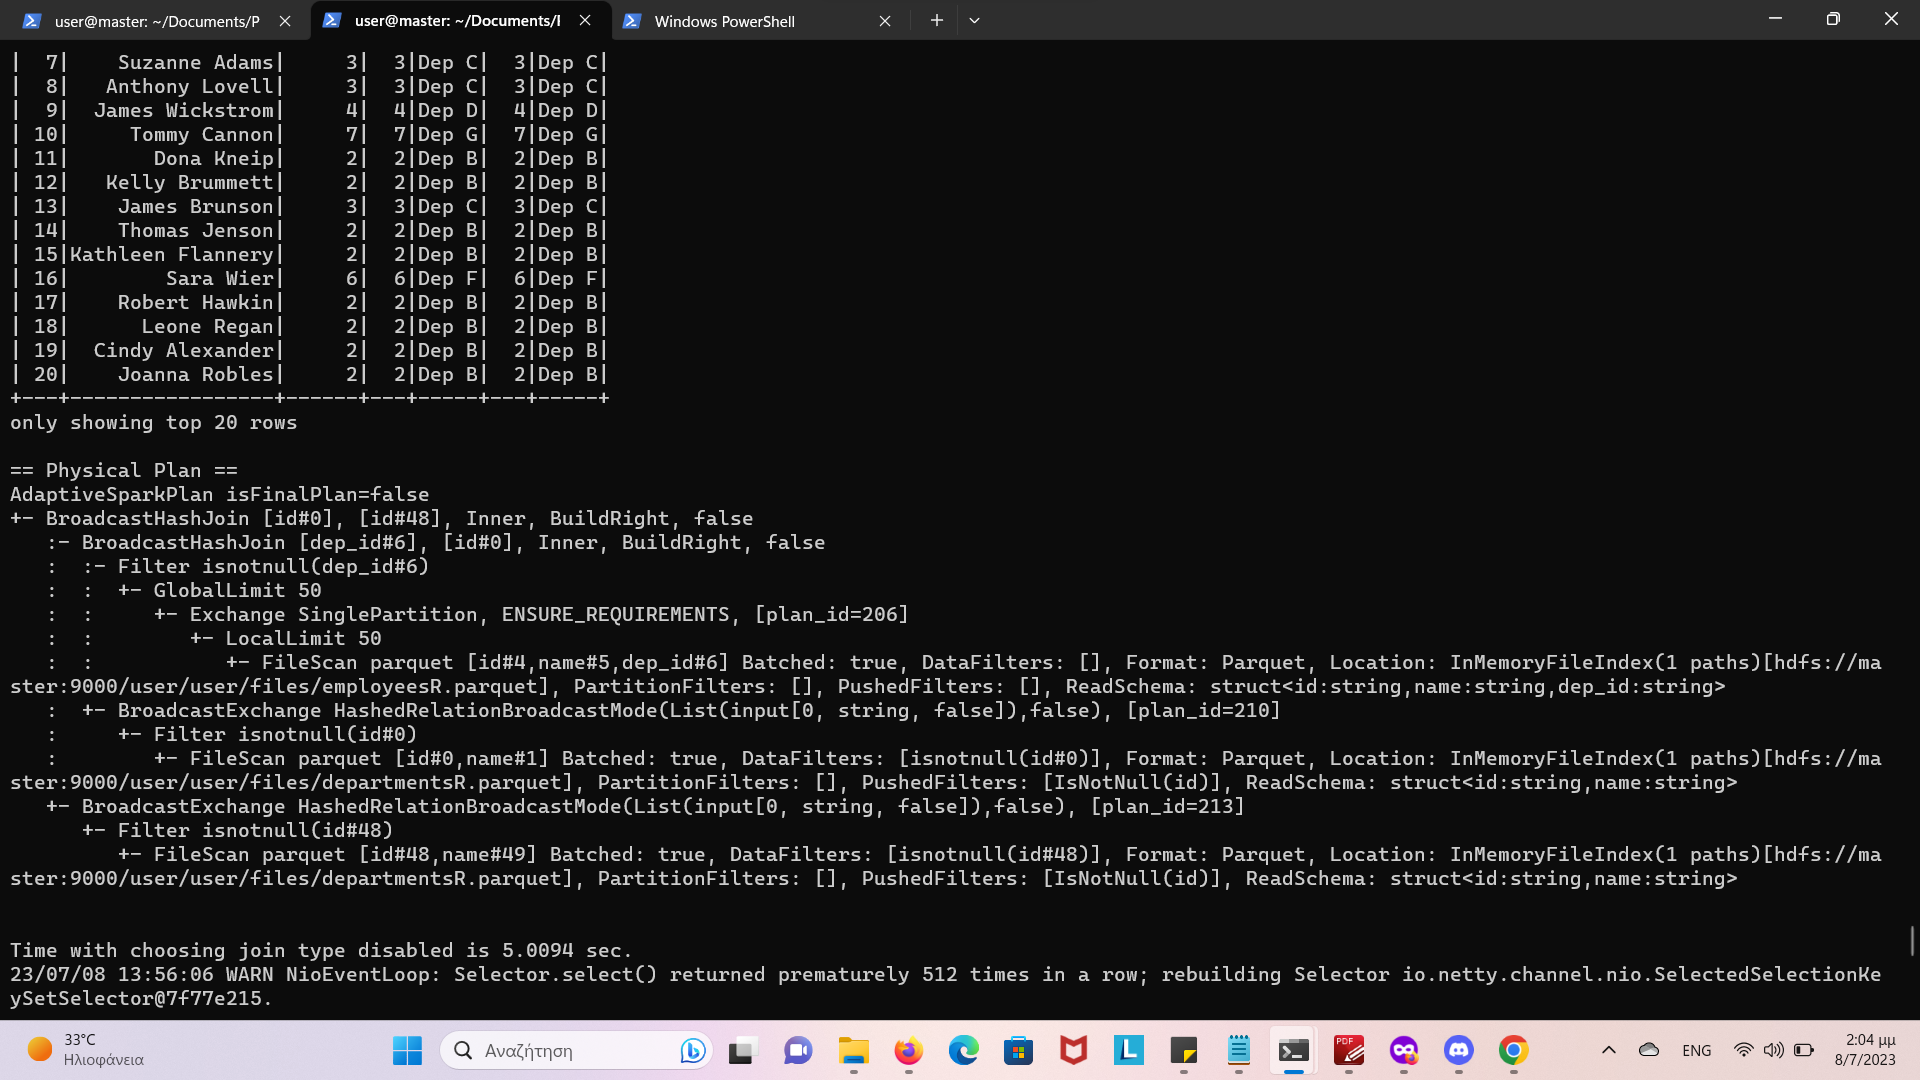 user@master: ~/Documents/P
user@master: ~/Documents/I
Windows PowerShell
|  7|    Suzanne Adams|     3|  3|Dep C|  3|Dep C|
|  8|   Anthony Lovell|     3|  3|Dep C|  3|Dep C|
|  9|  James Wickstrom|     4|  4|Dep D|  4|Dep D|
| 10|     Tommy Cannon|     7|  7|Dep G|  7|Dep G|
| 11|       Dona Kneip|     2|  2|Dep B|  2|Dep B|
| 12|   Kelly Brummett|     2|  2|Dep B|  2|Dep B|
| 13|    James Brunson|     3|  3|Dep C|  3|Dep C|
| 14|    Thomas Jenson|     2|  2|Dep B|  2|Dep B|
| 15|Kathleen Flannery|     2|  2|Dep B|  2|Dep B|
| 16|        Sara Wier|     6|  6|Dep F|  6|Dep F|
| 17|    Robert Hawkin|     2|  2|Dep B|  2|Dep B|
| 18|      Leone Regan|     2|  2|Dep B|  2|Dep B|
| 19|  Cindy Alexander|     2|  2|Dep B|  2|Dep B|
| 20|    Joanna Robles|     2|  2|Dep B|  2|Dep B|
+---+-----------------+------+---+-----+---+-----+
only showing top 20 rows
== Physical Plan ==
AdaptiveSparkPlan isFinalPlan=false
+- BroadcastHashJoin [id#0], [id#48], Inner, BuildRight, false
   :- BroadcastHashJoin [dep_id#6], [id#0], Inner, BuildRight, false
   :  :- Filter isnotnull(dep_id#6)
   :  :  +- GlobalLimit 50
   :  :     +- Exchange SinglePartition, ENSURE_REQUIREMENTS, [plan_id=206]
   :  :        +- LocalLimit 50
   :  :           +- FileScan parquet [id#4,name#5,dep_id#6] Batched: true, DataFilters: [], Format: Parquet, Location: InMemoryFileIndex(1 paths)[hdfs://ma
ster:9000/user/user/files/employeesR.parquet], PartitionFilters: [], PushedFilters: [], ReadSchema: struct<id:string,name:string,dep_id:string>
   :  +- BroadcastExchange HashedRelationBroadcastMode(List(input[0, string, false]),false), [plan_id=210]
   :     +- Filter isnotnull(id#0)
   :        +- FileScan parquet [id#0,name#1] Batched: true, DataFilters: [isnotnull(id#0)], Format: Parquet, Location: InMemoryFileIndex(1 paths)[hdfs://ma
ster:9000/user/user/files/departmentsR.parquet], PartitionFilters: [], PushedFilters: [IsNotNull(id)], ReadSchema: struct<id:string,name:string>
   +- BroadcastExchange HashedRelationBroadcastMode(List(input[0, string, false]),false), [plan_id=213]
      +- Filter isnotnull(id#48)
         +- FileScan parquet [id#48,name#49] Batched: true, DataFilters: [isnotnull(id#48)], Format: Parquet, Location: InMemoryFileIndex(1 paths)[hdfs://ma
ster:9000/user/user/files/departmentsR.parquet], PartitionFilters: [], PushedFilters: [IsNotNull(id)], ReadSchema: struct<id:string,name:string>
Time with choosing join type disabled is 5.0094 sec.
23/07/08 13:56:06 WARN NioEventLoop: Selector.select() returned prematurely 512 times in a row; rebuilding Selector io.netty.channel.nio.SelectedSelectionKe
ySetSelector@7f77e215.
33°C
Ηλιοφάνεια
Αναζήτηση
PDF
ENG
2:04 μμ
8/7/2023